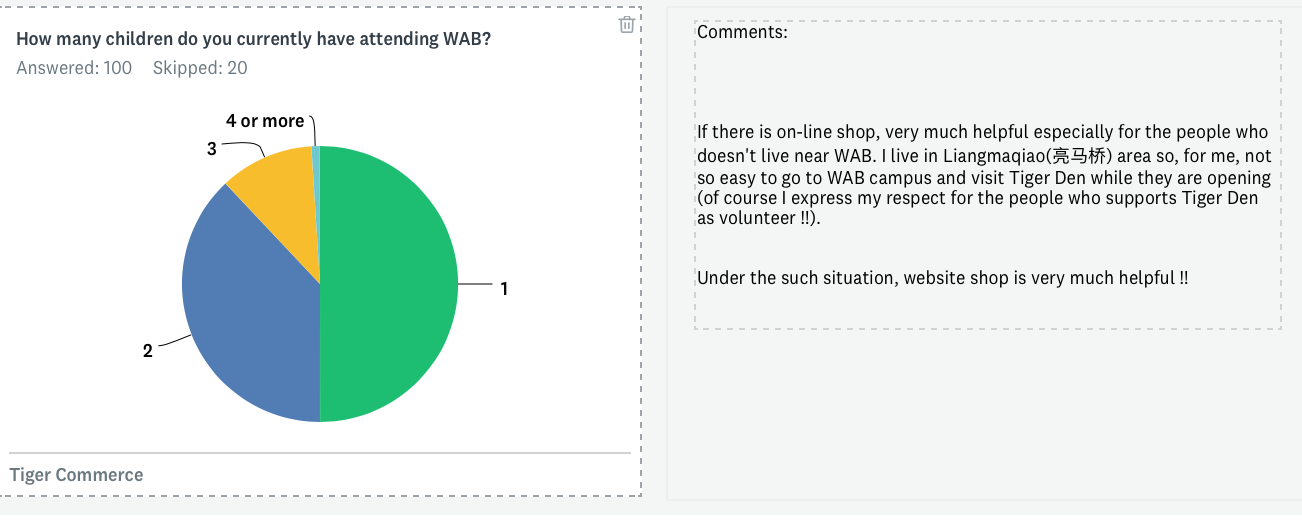 How many children do you currently have attending WAB?
Answered: 100 Skipped: 20
4 or more
3
1
2
Tiger Commerce
Comments:
If there is on-line shop, very much helpful especially for the people who
doesn't live near WAB. I live in Liangmaqiao(亮马桥) area so, for me, not
so easy to go to WAB campus and visit Tiger Den while they are opening
(of course I express my respect for the people who supports Tiger Den
as volunteer !!).
Under the such situation, website shop is very much helpful !!